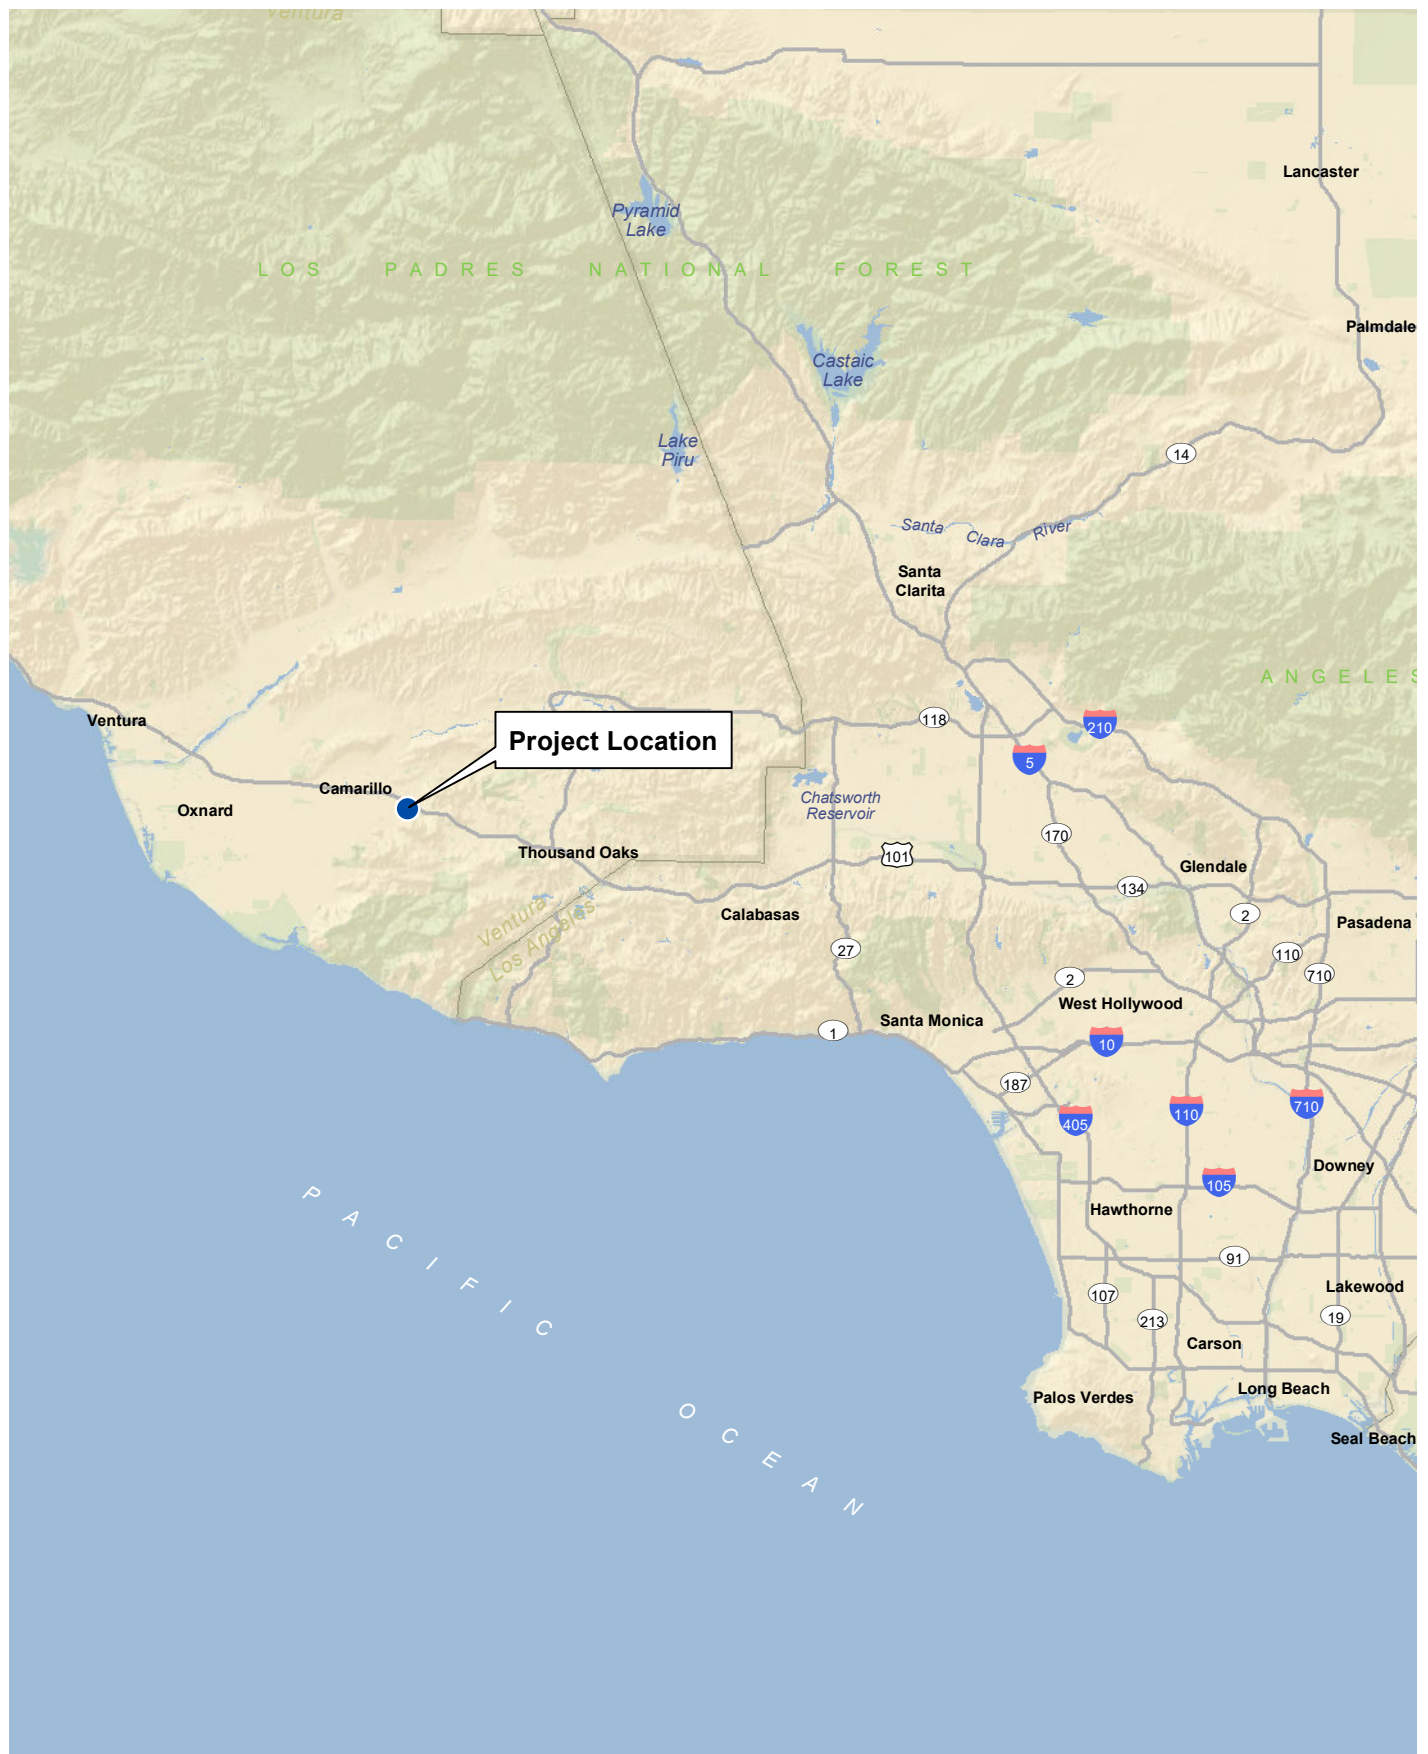 Ventura
Lancaster
Pyramid
Lake
LOS PADRES NATIONAL FOREST
Palmdale
Castaic
Lake
Lake
Piru
14
Santa Clara River
Santa
Clarita
ANGELES
Ventura
118
210
Project Location
5
Camarillo
Chatsworth
Reservoir
Oxnard
170
Thousand Oaks
101
Glendale
134
2
Calabasas
Pasadena
Ventura
Los Angeles
27
110
710
2
West Hollywood
Santa Monica
1
10
187
405
110
710
Downey
105
PACIFIC
Hawthorne
91
107
Lakewood
213
19
Carson
Palos Verdes
Long Beach
OCEAN
Seal Beach